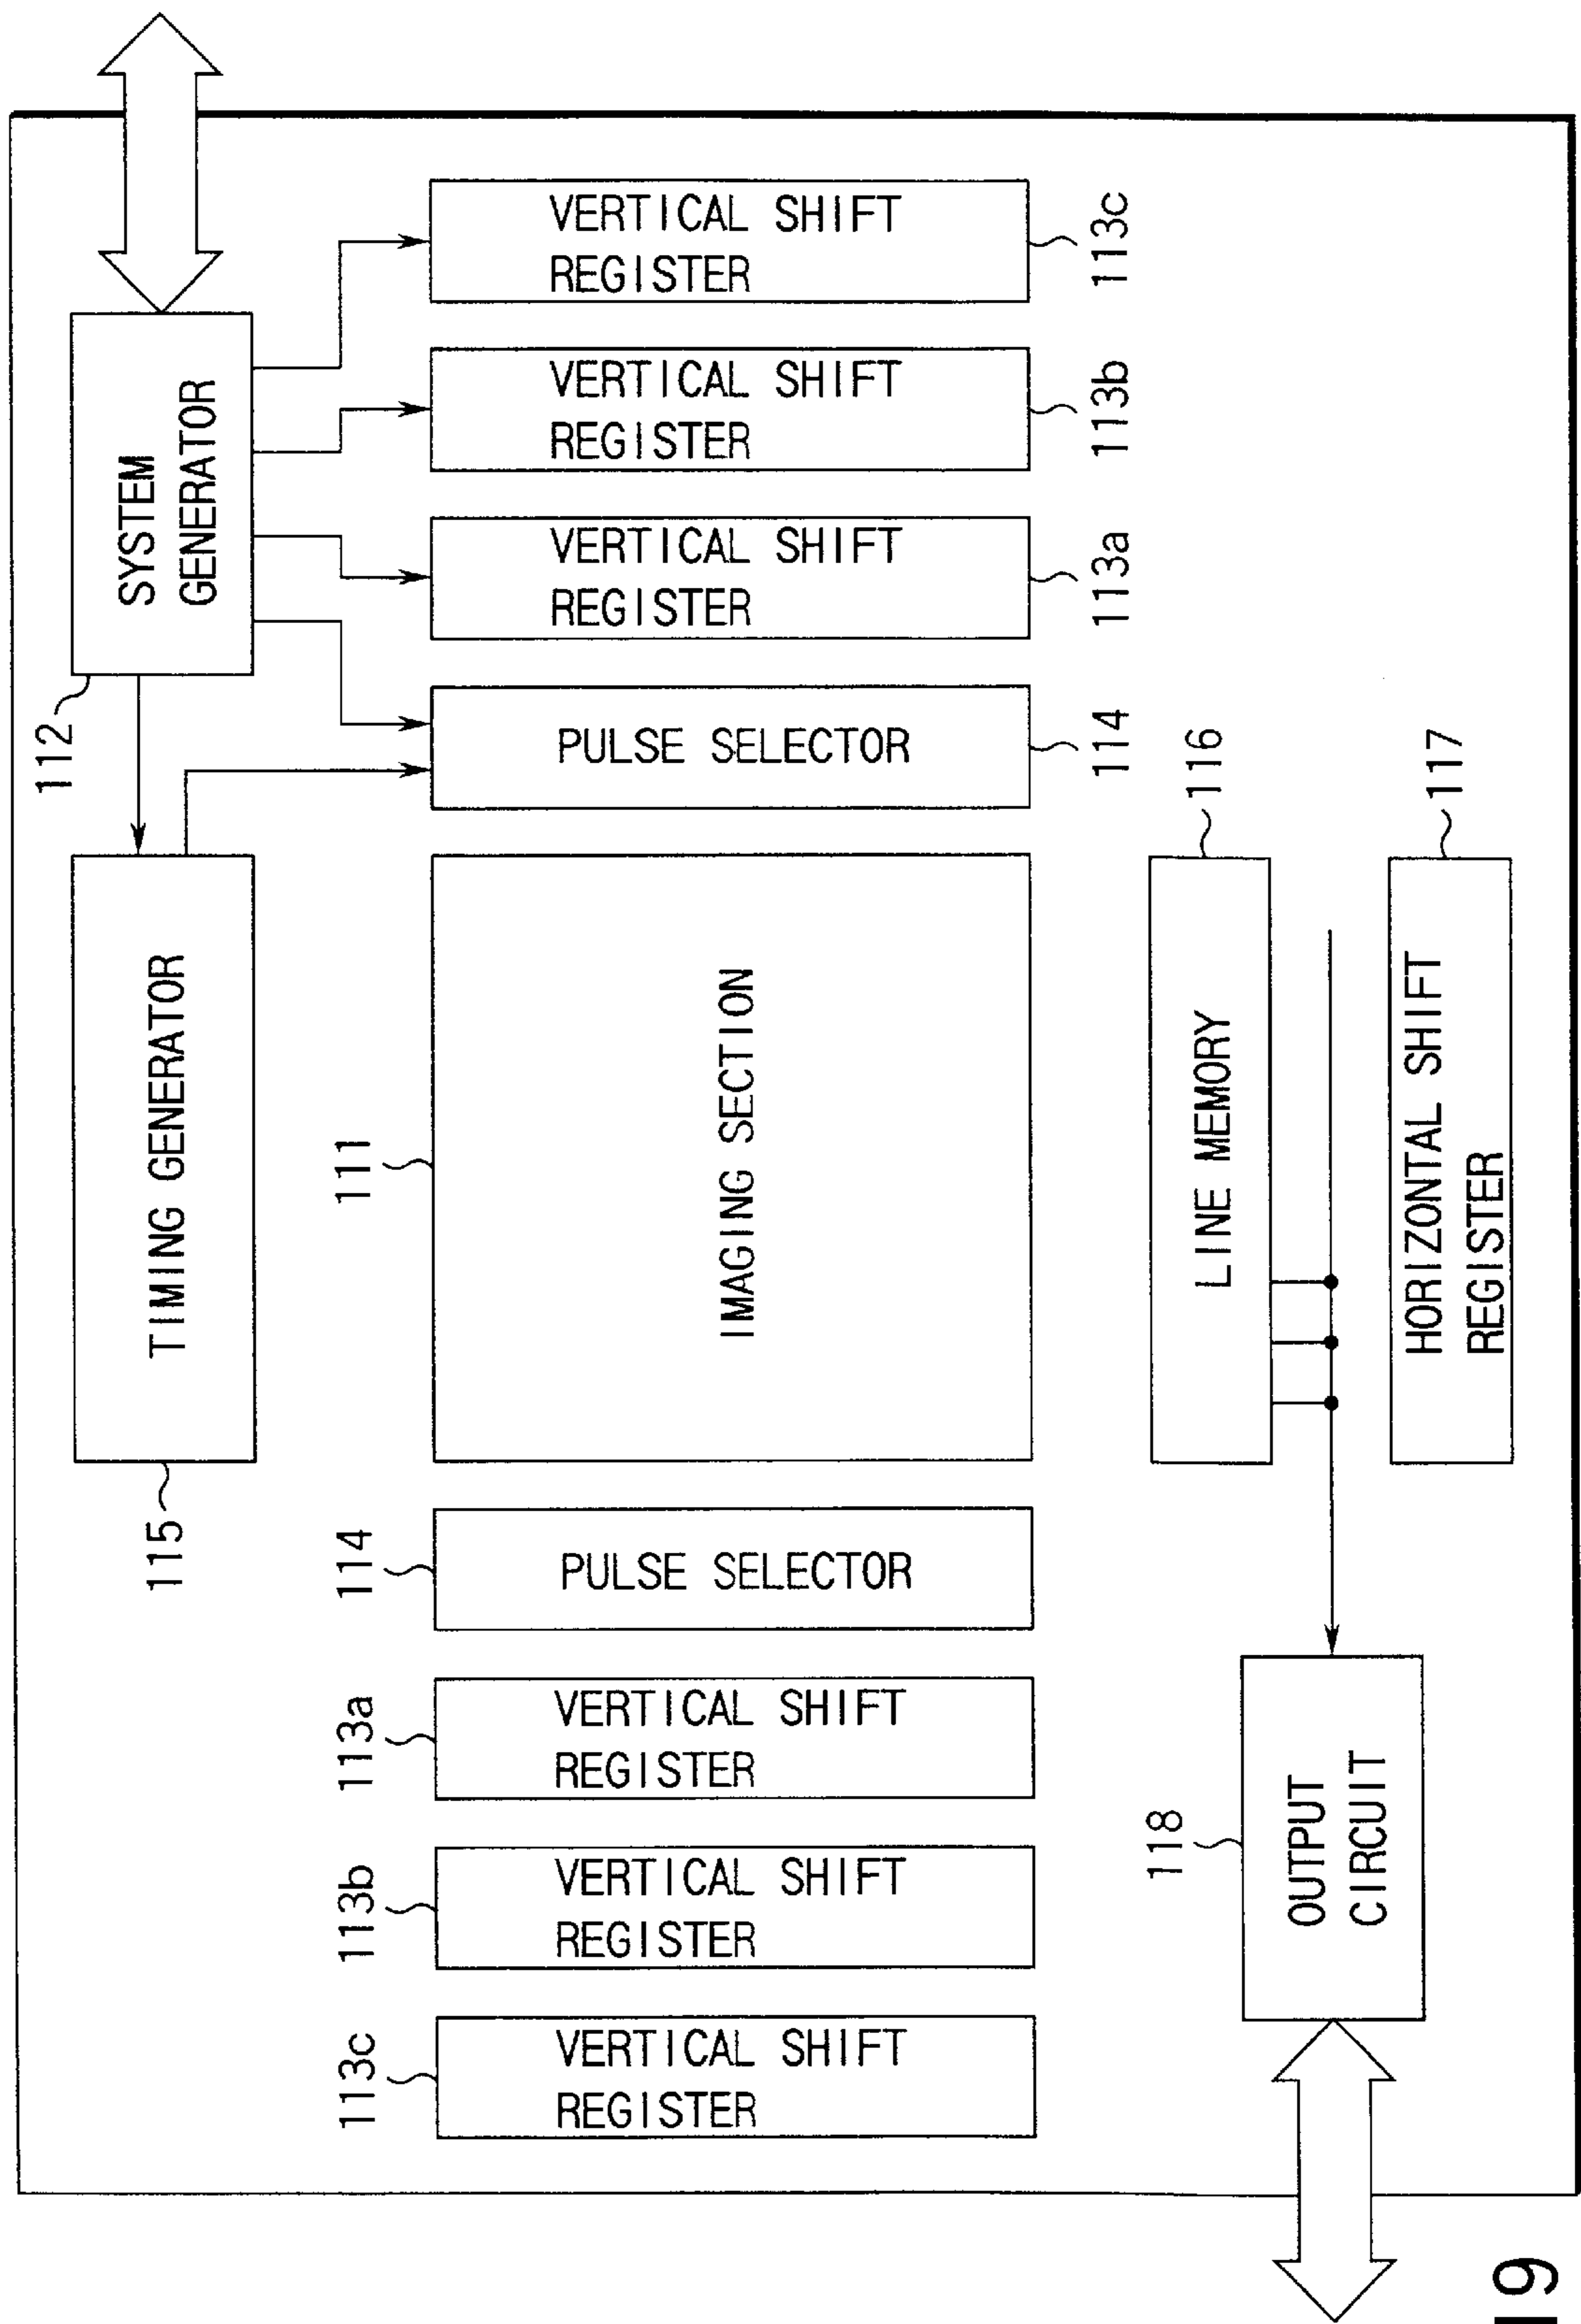 112
115
TIMING GENERATOR
SYSTEM
GENERATOR
113c
113b
113a
114
111
VERTICAL SHIFT
REGISTER
VERTICAL SHIFT
REGISTER
VERTICAL SHIFT
REGISTER
PULSE SELECTOR
IMAGING SECTION
PULSE SELECTOR
VERTICAL SHIFT
REGISTER
VERTICAL SHIFT
REGISTER
VERTICAL SHIFT
REGISTER
114
113a
113b
113c
118
OUTPUT
CIRCUIT
LINE MEMORY
116
HORIZONTAL SHIFT
REGISTER
117
19